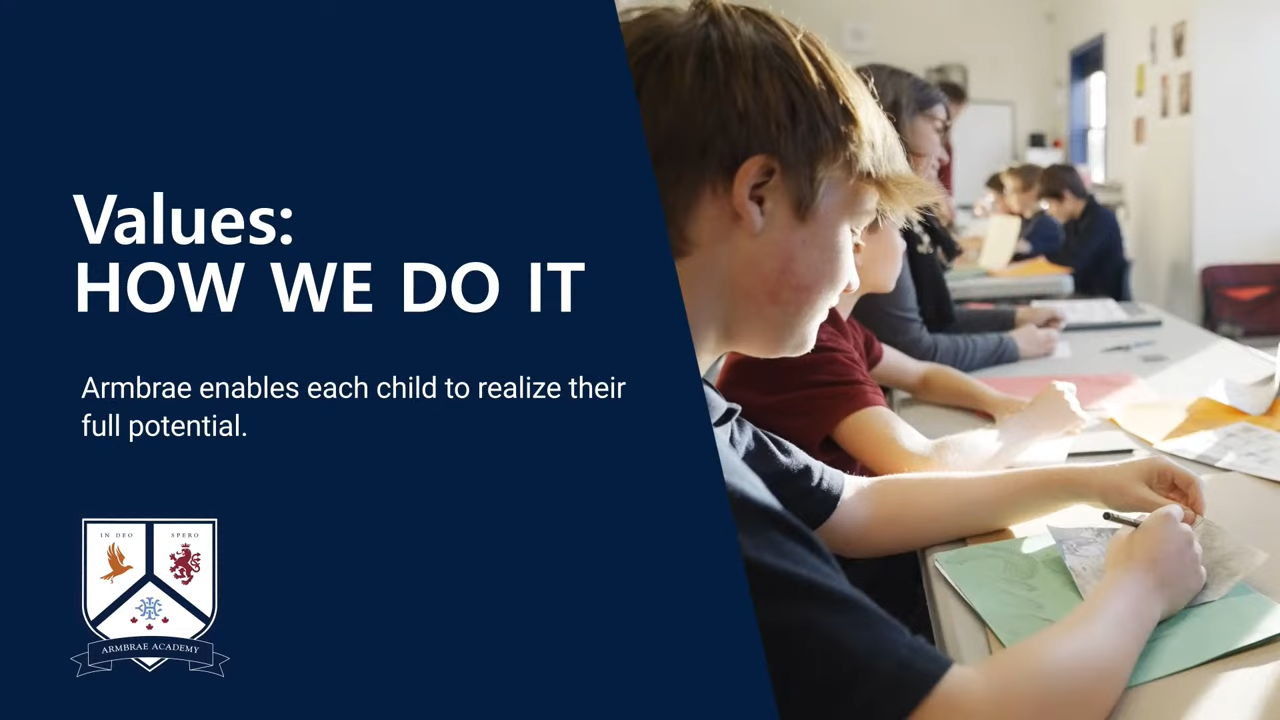 Values:
HOW WE DO IT
Armbrae enables each child to realize their
full potential.
IN DEO SPERO
ARMBRAE ACADEMY